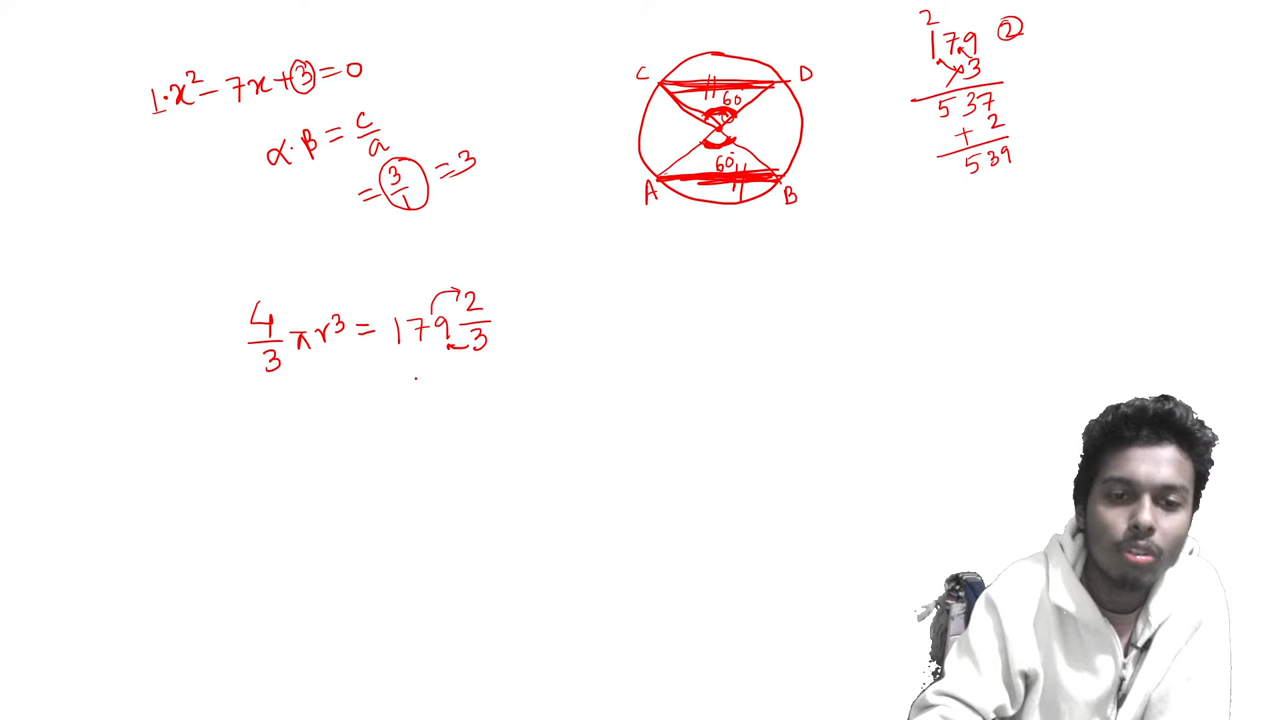 1·x² - 7x + 3 = 0
α·β = c/a
= 3/1 = 3
C D
60°
O
60°
A B
2
179 ②
×3
537
+ 2
539
4/3 πr³ = 179 2/3